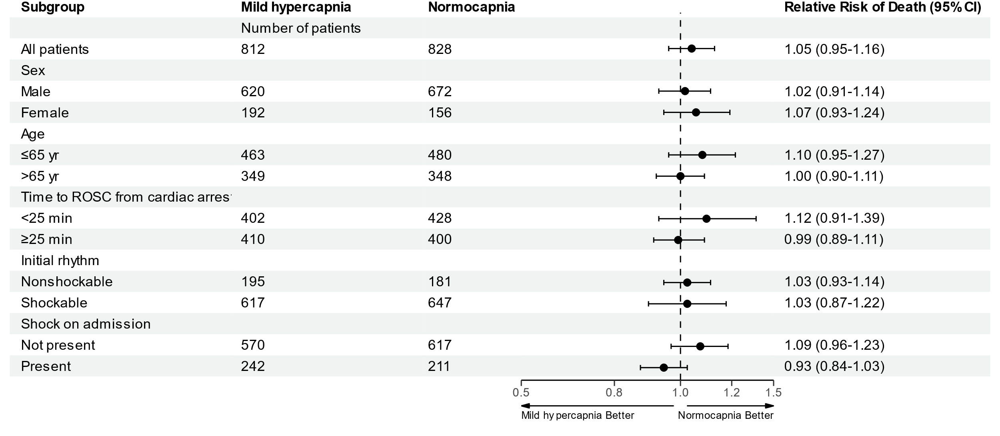 Subgroup Mild hypercapnia Normocapnia Relative Risk of Death (95% CI)
Number of patients
All patients 812 828 1.05 (0.95-1.16)
Sex
Male 620 672 1.02 (0.91-1.14)
Female 192 156 1.07 (0.93-1.24)
Age
≤65 yr 463 480 1.10 (0.95-1.27)
>65 yr 349 348 1.00 (0.90-1.11)
Time to ROSC from cardiac arres
<25 min 402 428 1.12 (0.91-1.39)
≥25 min 410 400 0.99 (0.89-1.11)
Initial rhythm
Nonshockable 195 181 1.03 (0.93-1.14)
Shockable 617 647 1.03 (0.87-1.22)
Shock on admission
Not present 570 617 1.09 (0.96-1.23)
Present 242 211 0.93 (0.84-1.03)
0.5 0.8 1.0 1.2 1.5
Mild hypercapnia Better Normocapnia Better